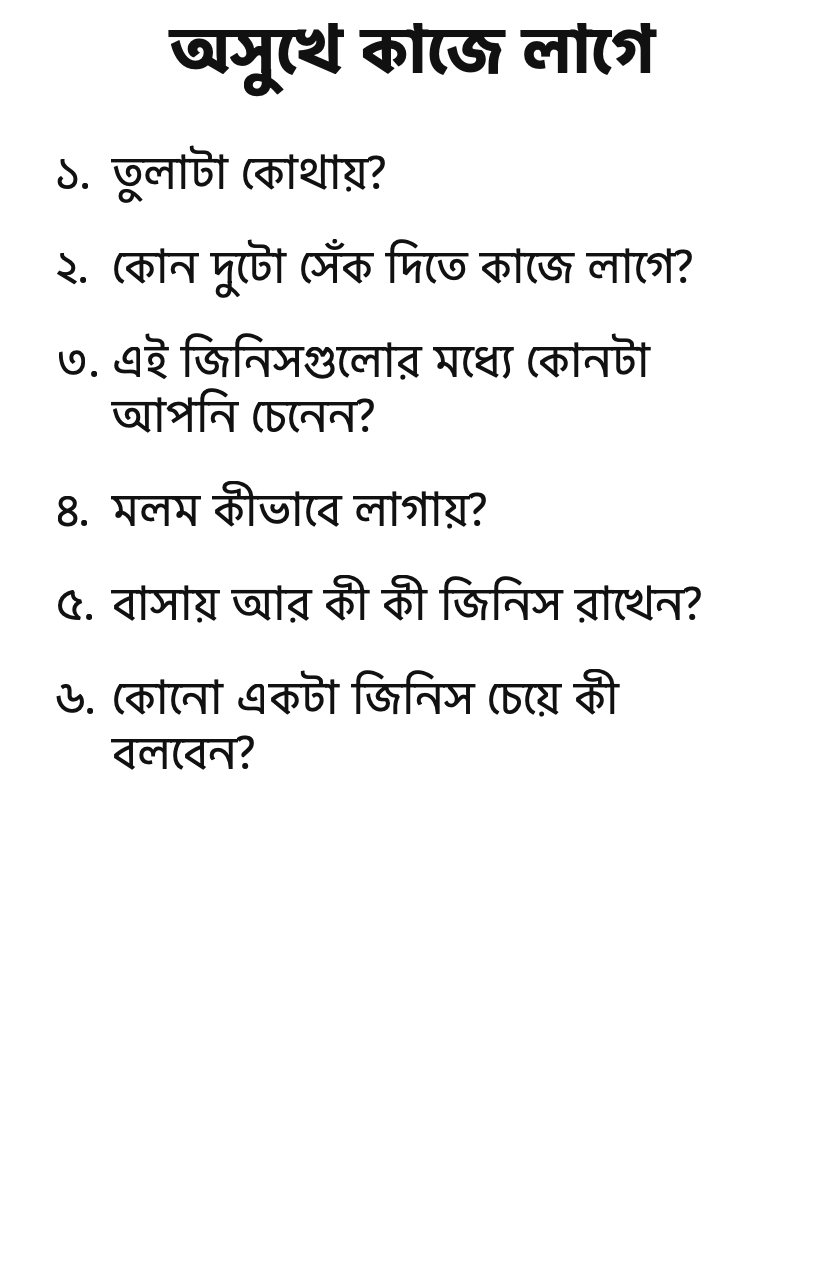 অসুখে কাজে লাগে
১. তুলাটা কোথায়?
২. কোন দুটো সেঁক দিতে কাজে লাগে?
৩. এই জিনিসগুলোর মধ্যে কোনটা
আপনি চেনেন?
৪. মলম কীভাবে লাগায়?
৫. বাসায় আর কী কী জিনিস রাখেন?
৬. কোনো একটা জিনিস চেয়ে কী
বলবেন?